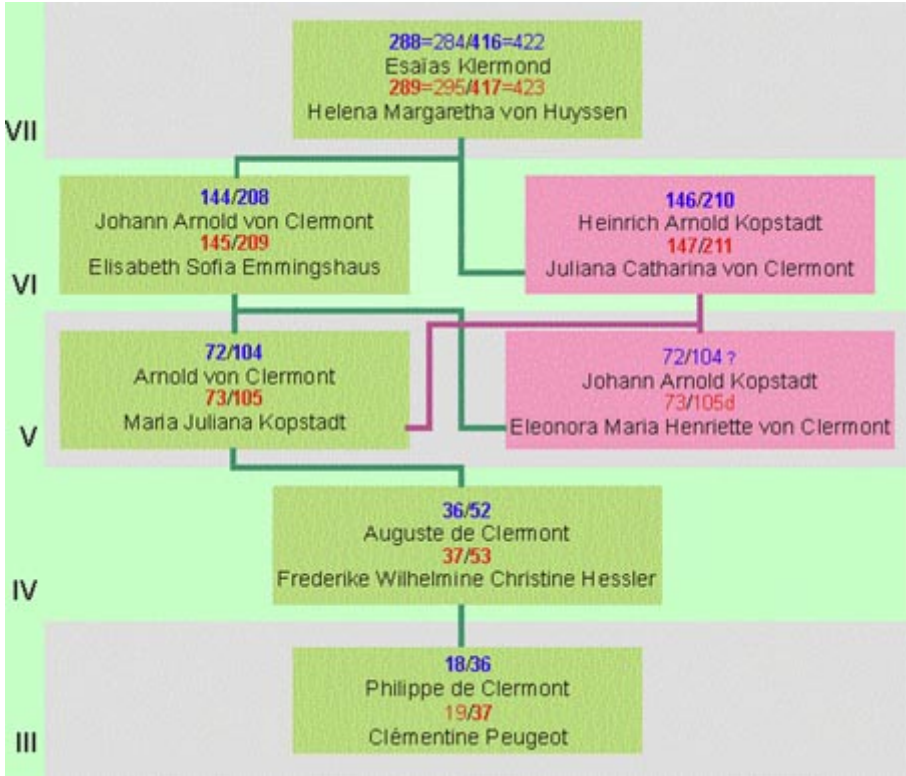 288=284/416=422
Esaïas Klermond
289=295/417=423
Helena Margaretha von Huyssen
VII
144/208
Johann Arnold von Clermont
145/209
Elisabeth Sofia Emmingshaus
146/210
Heinrich Arnold Kopstadt
147/211
Juliana Catharina von Clermont
VI
72/104
Arnold von Clermont
73/105
Maria Juliana Kopstadt
72/104 ?
Johann Arnold Kopstadt
73/105d
Eleonora Maria Henriette von Clermont
V
36/52
Auguste de Clermont
37/53
Frederike Wilhelmine Christine Hessler
IV
18/36
Philippe de Clermont
19/37
Clémentine Peugeot
III